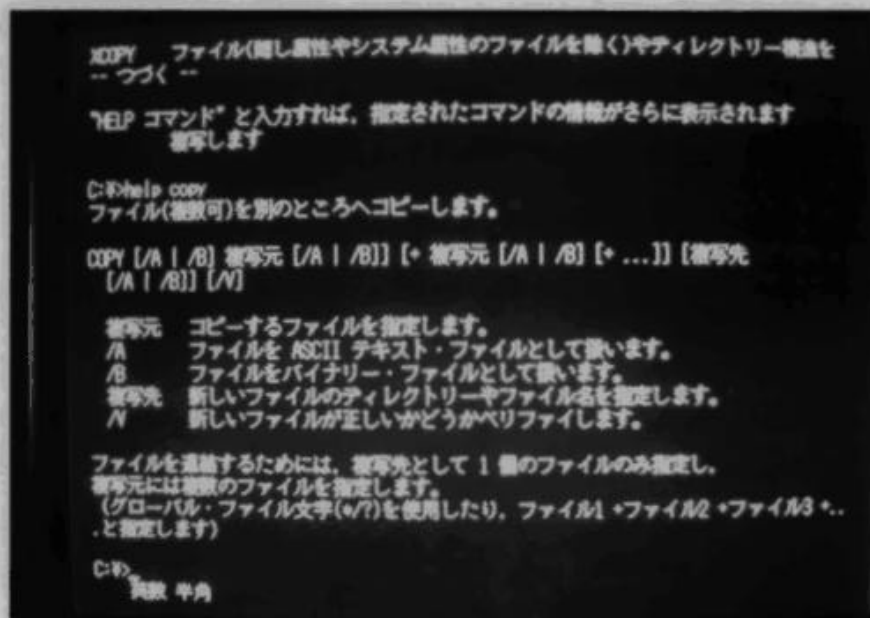 XCOPY ファイル(隠し属性やシステム属性のファイルを除く)やディレクトリー構造を
-- つづく --
"HELP コマンド" と入力すれば, 指定されたコマンドの情報がさらに表示されます
複写します
C:¥>help copy
ファイル(複数可)を別のところへコピーします。
COPY [/A | /B] 複写元 [/A | /B]] [+ 複写元 [/A | /B] [+ ...]] [複写先
[/A | /B]] [/V]
複写元 コピーするファイルを指定します。
/A ファイルを ASCII テキスト・ファイルとして扱います。
/B ファイルをバイナリー・ファイルとして扱います。
複写先 新しいファイルのディレクトリーやファイル名を指定します。
/V 新しいファイルが正しいかどうかベリファイします。
ファイルを連結するためには, 複写先として 1 個のファイルのみ指定し,
複写元には複数のファイルを指定します。
(グローバル・ファイル文字(*/?)を使用したり, ファイル1 +ファイル2 +ファイル3 +..
.と指定します)
C:¥>_
英数 半角